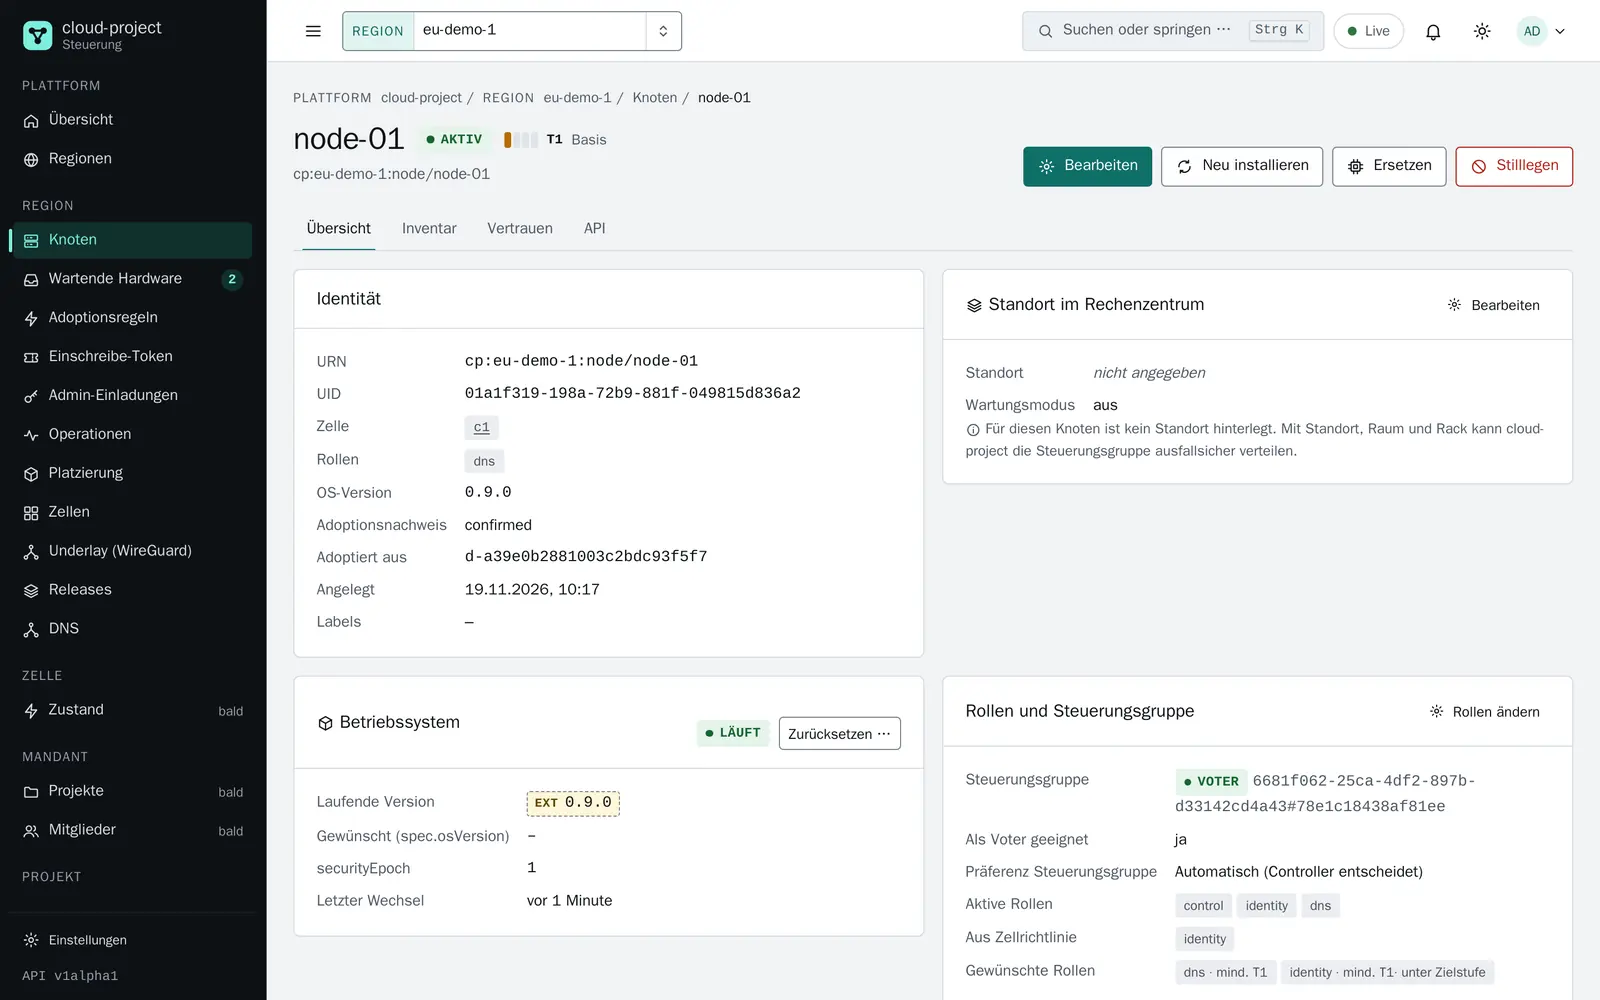 cloud-project
Steuerung
PLATTFORM
Übersicht
Regionen
REGION
Knoten
Wartende Hardware 2
Adoptionsregeln
Einschreibe-Token
Admin-Einladungen
Operationen
Platzierung
Zellen
Underlay (WireGuard)
Releases
DNS
ZELLE
Zustand bald
MANDANT
Projekte bald
Mitglieder bald
PROJEKT
Einstellungen
API v1alpha1
REGION eu-demo-1
Suchen oder springen ··· Strg K
Live
AD
PLATTFORM cloud-project / REGION eu-demo-1 / Knoten / node-01
node-01 AKTIV T1 Basis
cp:eu-demo-1:node/node-01
Bearbeiten
Neu installieren
Ersetzen
Stilllegen
Übersicht Inventar Vertrauen API
Identität
URN cp:eu-demo-1:node/node-01
UID 01a1f319-198a-72b9-881f-049815d836a2
Zelle c1
Rollen dns
OS-Version 0.9.0
Adoptionsnachweis confirmed
Adoptiert aus d-a39e0b2881003c2bdc93f5f7
Angelegt 19.11.2026, 10:17
Labels –
Standort im Rechenzentrum Bearbeiten
Standort nicht angegeben
Wartungsmodus aus
Für diesen Knoten ist kein Standort hinterlegt. Mit Standort, Raum und Rack kann cloud-
project die Steuerungsgruppe ausfallsicher verteilen.
Betriebssystem LÄUFT Zurücksetzen ···
Laufende Version EXT 0.9.0
Gewünscht (spec.osVersion) –
securityEpoch 1
Letzter Wechsel vor 1 Minute
Rollen und Steuerungsgruppe Rollen ändern
Steuerungsgruppe VOTER 6681f062-25ca-4df2-897b-
d33142cd4a43#78e1c18438af81ee
Als Voter geeignet ja
Präferenz Steuerungsgruppe Automatisch (Controller entscheidet)
Aktive Rollen control identity dns
Aus Zellrichtlinie identity
Gewünschte Rollen dns · mind. T1 identity · mind. T1· unter Zielstufe